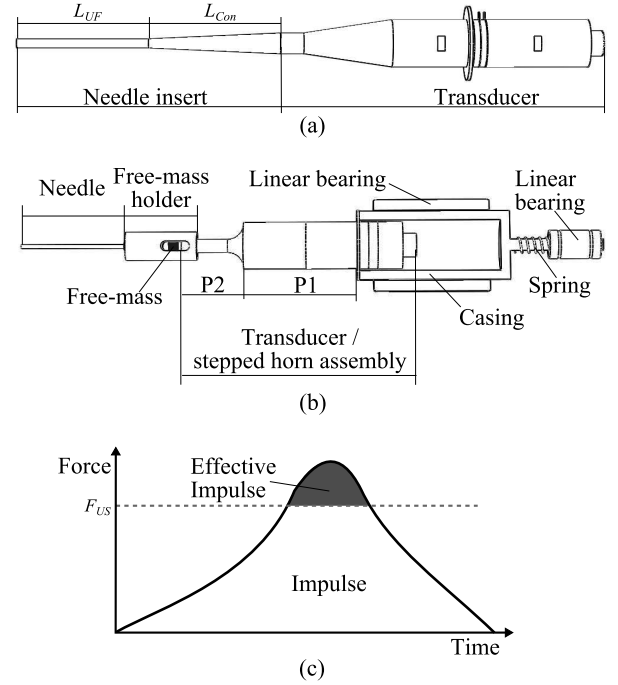 L_UF L_Con
Needle insert Transducer
(a)
Needle
Free-mass
holder
Linear bearing
Linear
bearing
Free-mass
P2 P1
Spring
Casing
Transducer /
stepped horn assembly
(b)
Force
Effective
Impulse
F_US
Impulse
Time
(c)